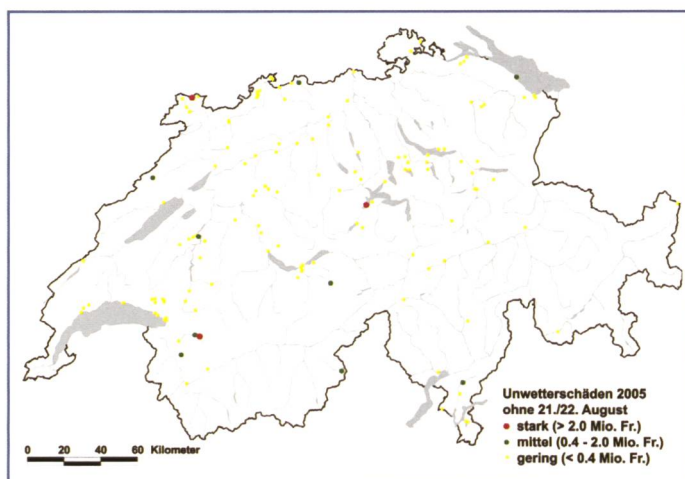 Unwetterschäden 2005
ohne 21./22. August
stark (> 2.0 Mio. Fr.)
mittel (0.4 - 2.0 Mio. Fr.)
gering (< 0.4 Mio. Fr.)
0 20 40 60 Kilometer